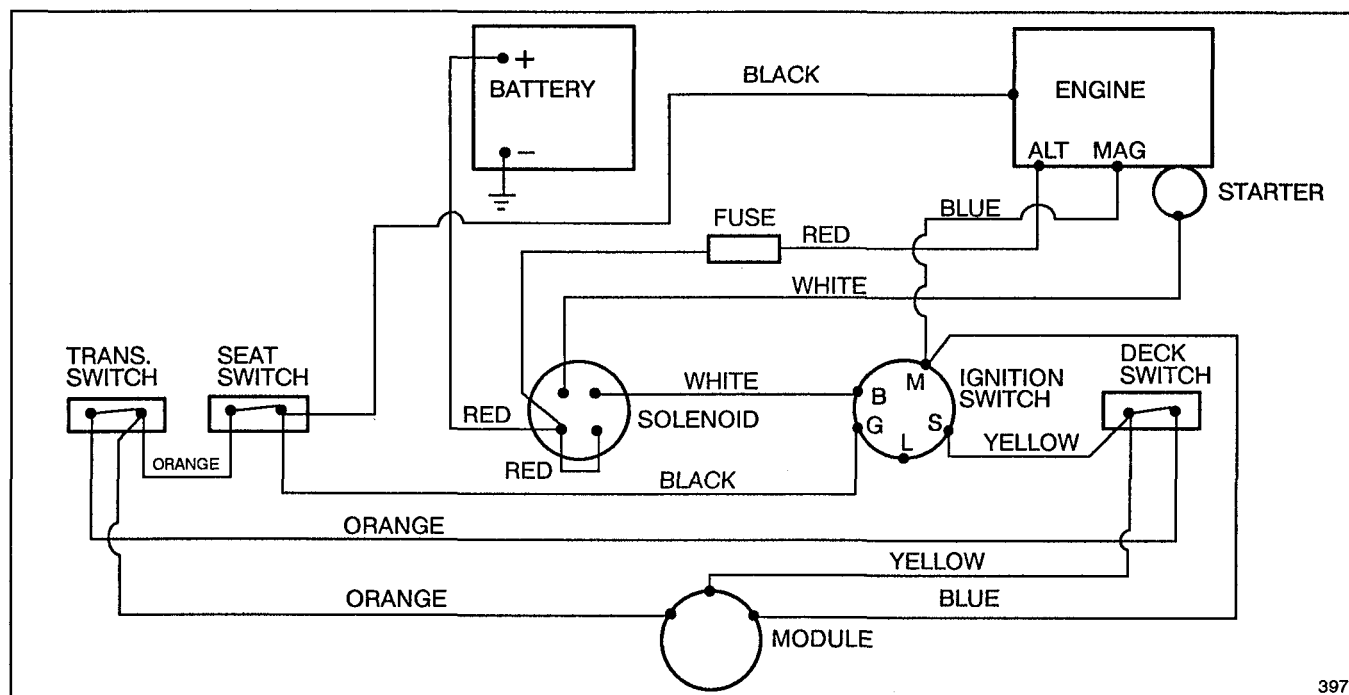 +
BATTERY
-
BLACK
ENGINE
ALT MAG
STARTER
BLUE
FUSE
RED
WHITE
TRANS.
SWITCH
SEAT
SWITCH
WHITE
SOLENOID
RED
RED
B
M
G
S
L
IGNITION
SWITCH
DECK
SWITCH
YELLOW
ORANGE
BLACK
ORANGE
YELLOW
ORANGE
BLUE
MODULE
397